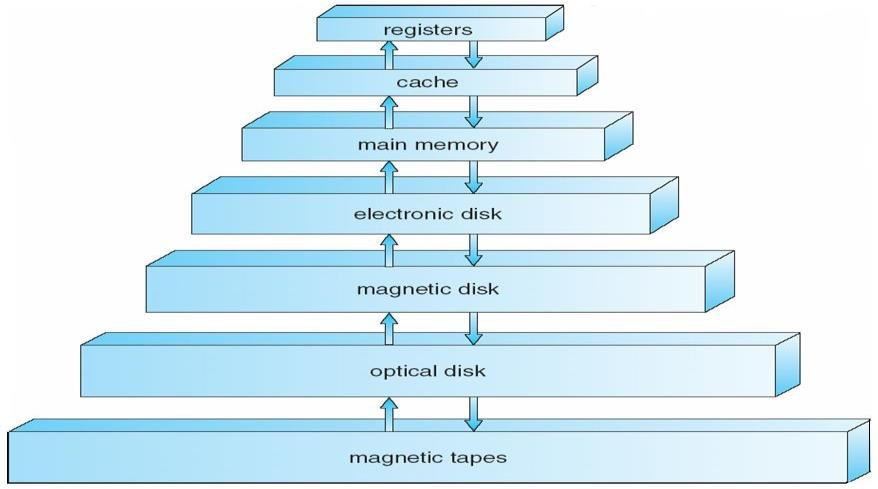 registers
cache
main memory
electronic disk
magnetic disk
optical disk
magnetic tapes